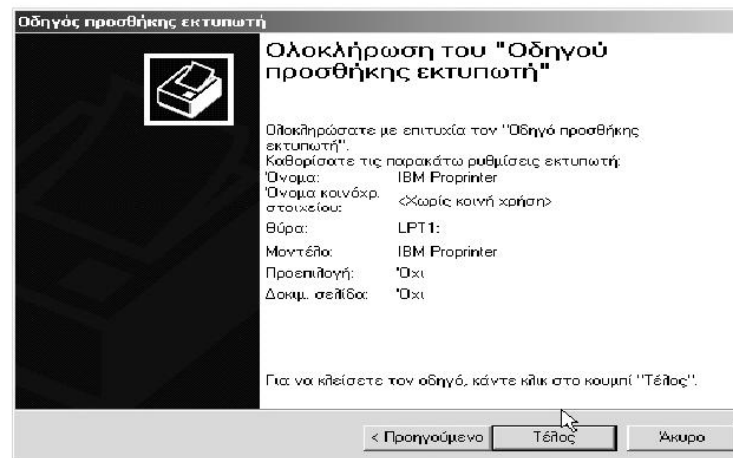 Οδηγός προσθήκης εκτυπωτή
Ολοκλήρωση του "Οδηγού
προσθήκης εκτυπωτή"
Ολοκληρώσατε με επιτυχία τον "Οδηγό προσθήκης
εκτυπωτή".
Καθορίσατε τις παρακάτω ρυθμίσεις εκτυπωτή:
Όνομα: IBM Proprinter
Όνομα κοινόχρ.
στοιχείου: <Χωρίς κοινή χρήση>
Θύρα: LPT1:
Μοντέλο: IBM Proprinter
Προεπιλογή: Όχι
Δοκιμ. σελίδα: Όχι
Για να κλείσετε τον οδηγό, κάντε κλικ στο κουμπί "Τέλος".
< Προηγούμενο Τέλος Άκυρο